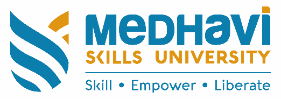 MEDHavi
SKILLS UNIVERSITY
Skill • Empower • Liberate